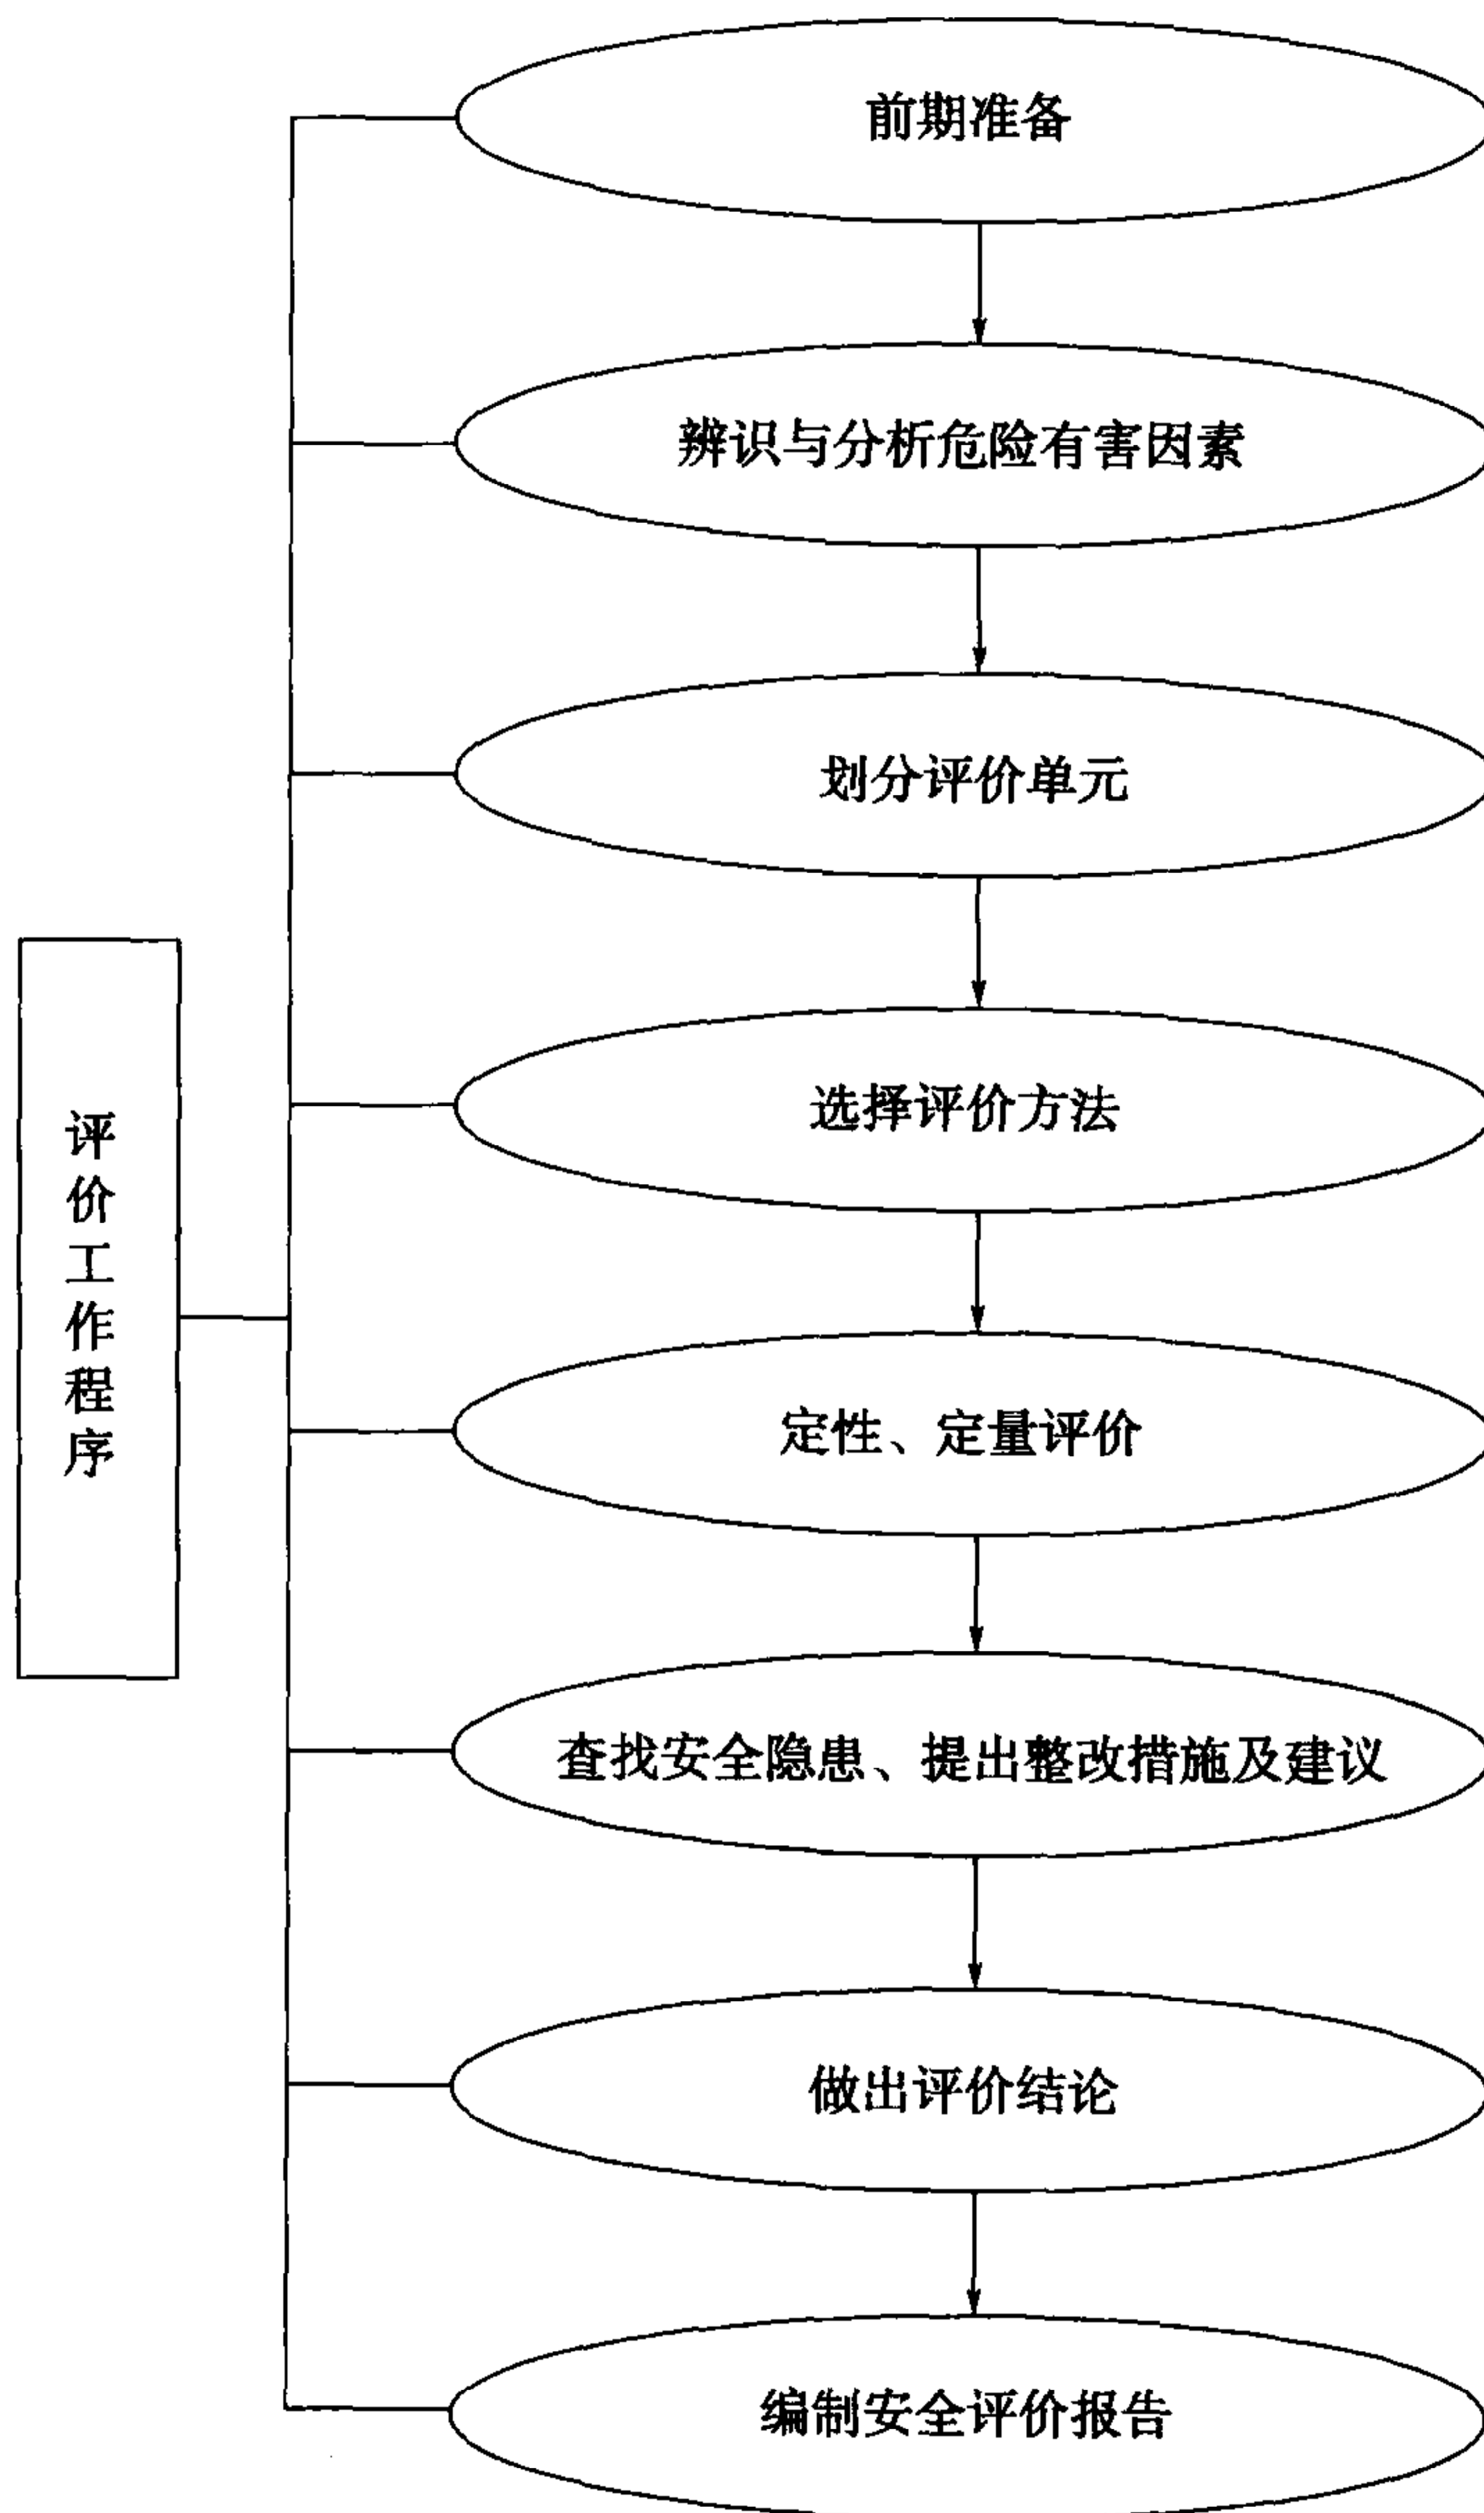 前期准备
辨识与分析危险有害因素
划分评价单元
选择评价方法
评价工作程序
定性、定量评价
查找安全隐患、提出整改措施及建议
做出评价结论
编制安全评价报告